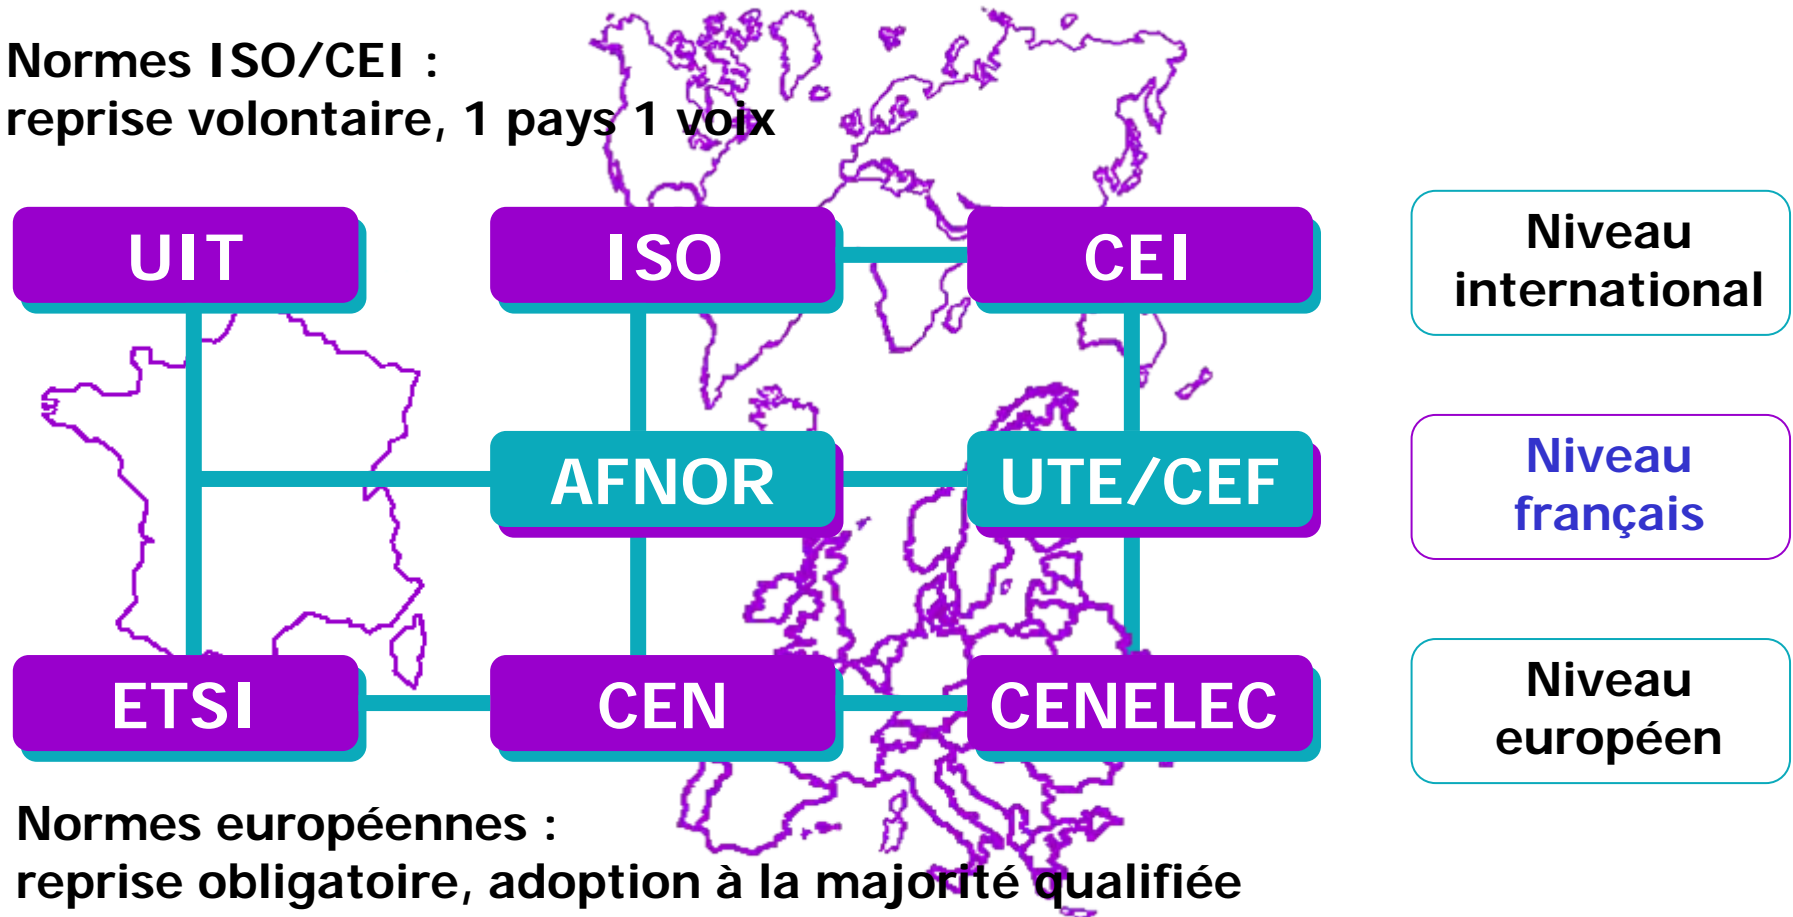 Normes ISO/CEI :
reprise volontaire, 1 pays 1 voix
UIT
ISO
CEI
Niveau
international
AFNOR
UTE/CEF
Niveau
français
ETSI
CEN
CENELEC
Niveau
européen
Normes européennes :
reprise obligatoire, adoption à la majorité qualifiée